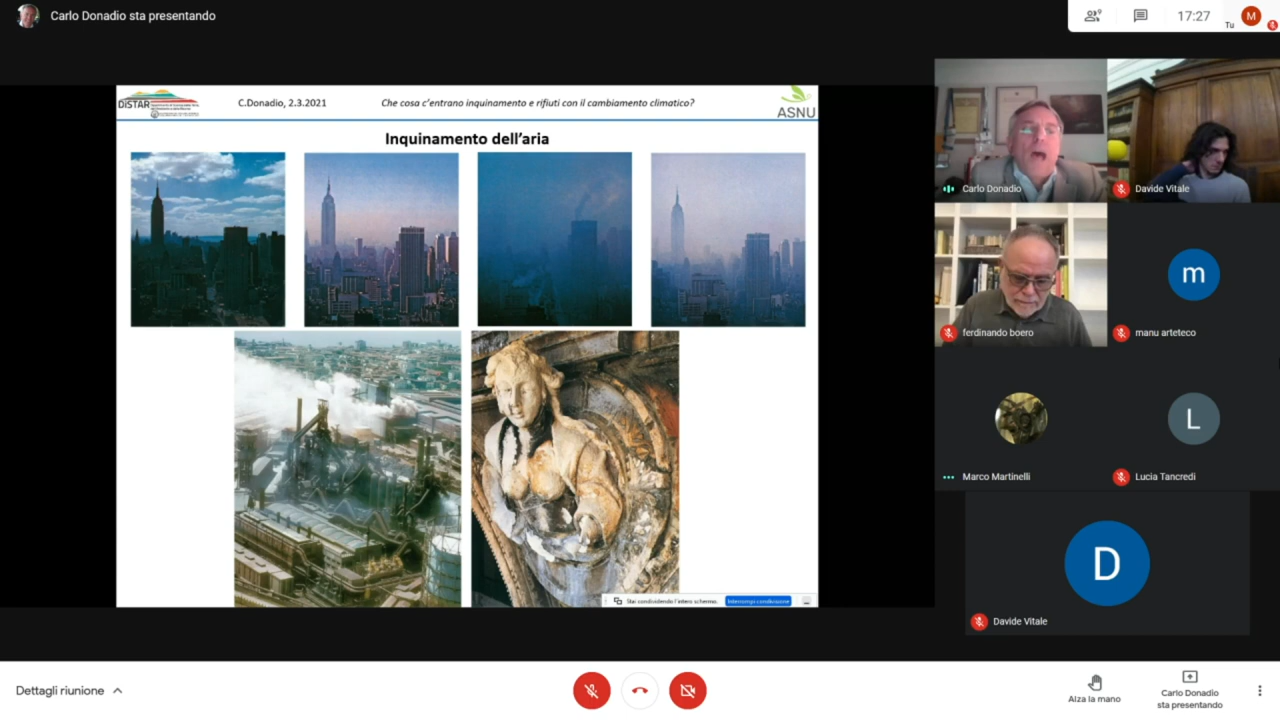 Carlo Donadio sta presentando
9
17:27
Tu
M
DiSTAR
C.Donadio, 2.3.2021
Che cosa c'entrano inquinamento e rifiuti con il cambiamento climatico?
ASNU
Inquinamento dell'aria
Stai condividendo l'intero schermo.
Interrompi condivisione
Carlo Donadio
Davide Vitale
ferdinando boero
m
manu arteteco
Marco Martinelli
L
Lucia Tancredi
D
Davide Vitale
Dettagli riunione
Alza la mano
Carlo Donadio
sta presentando